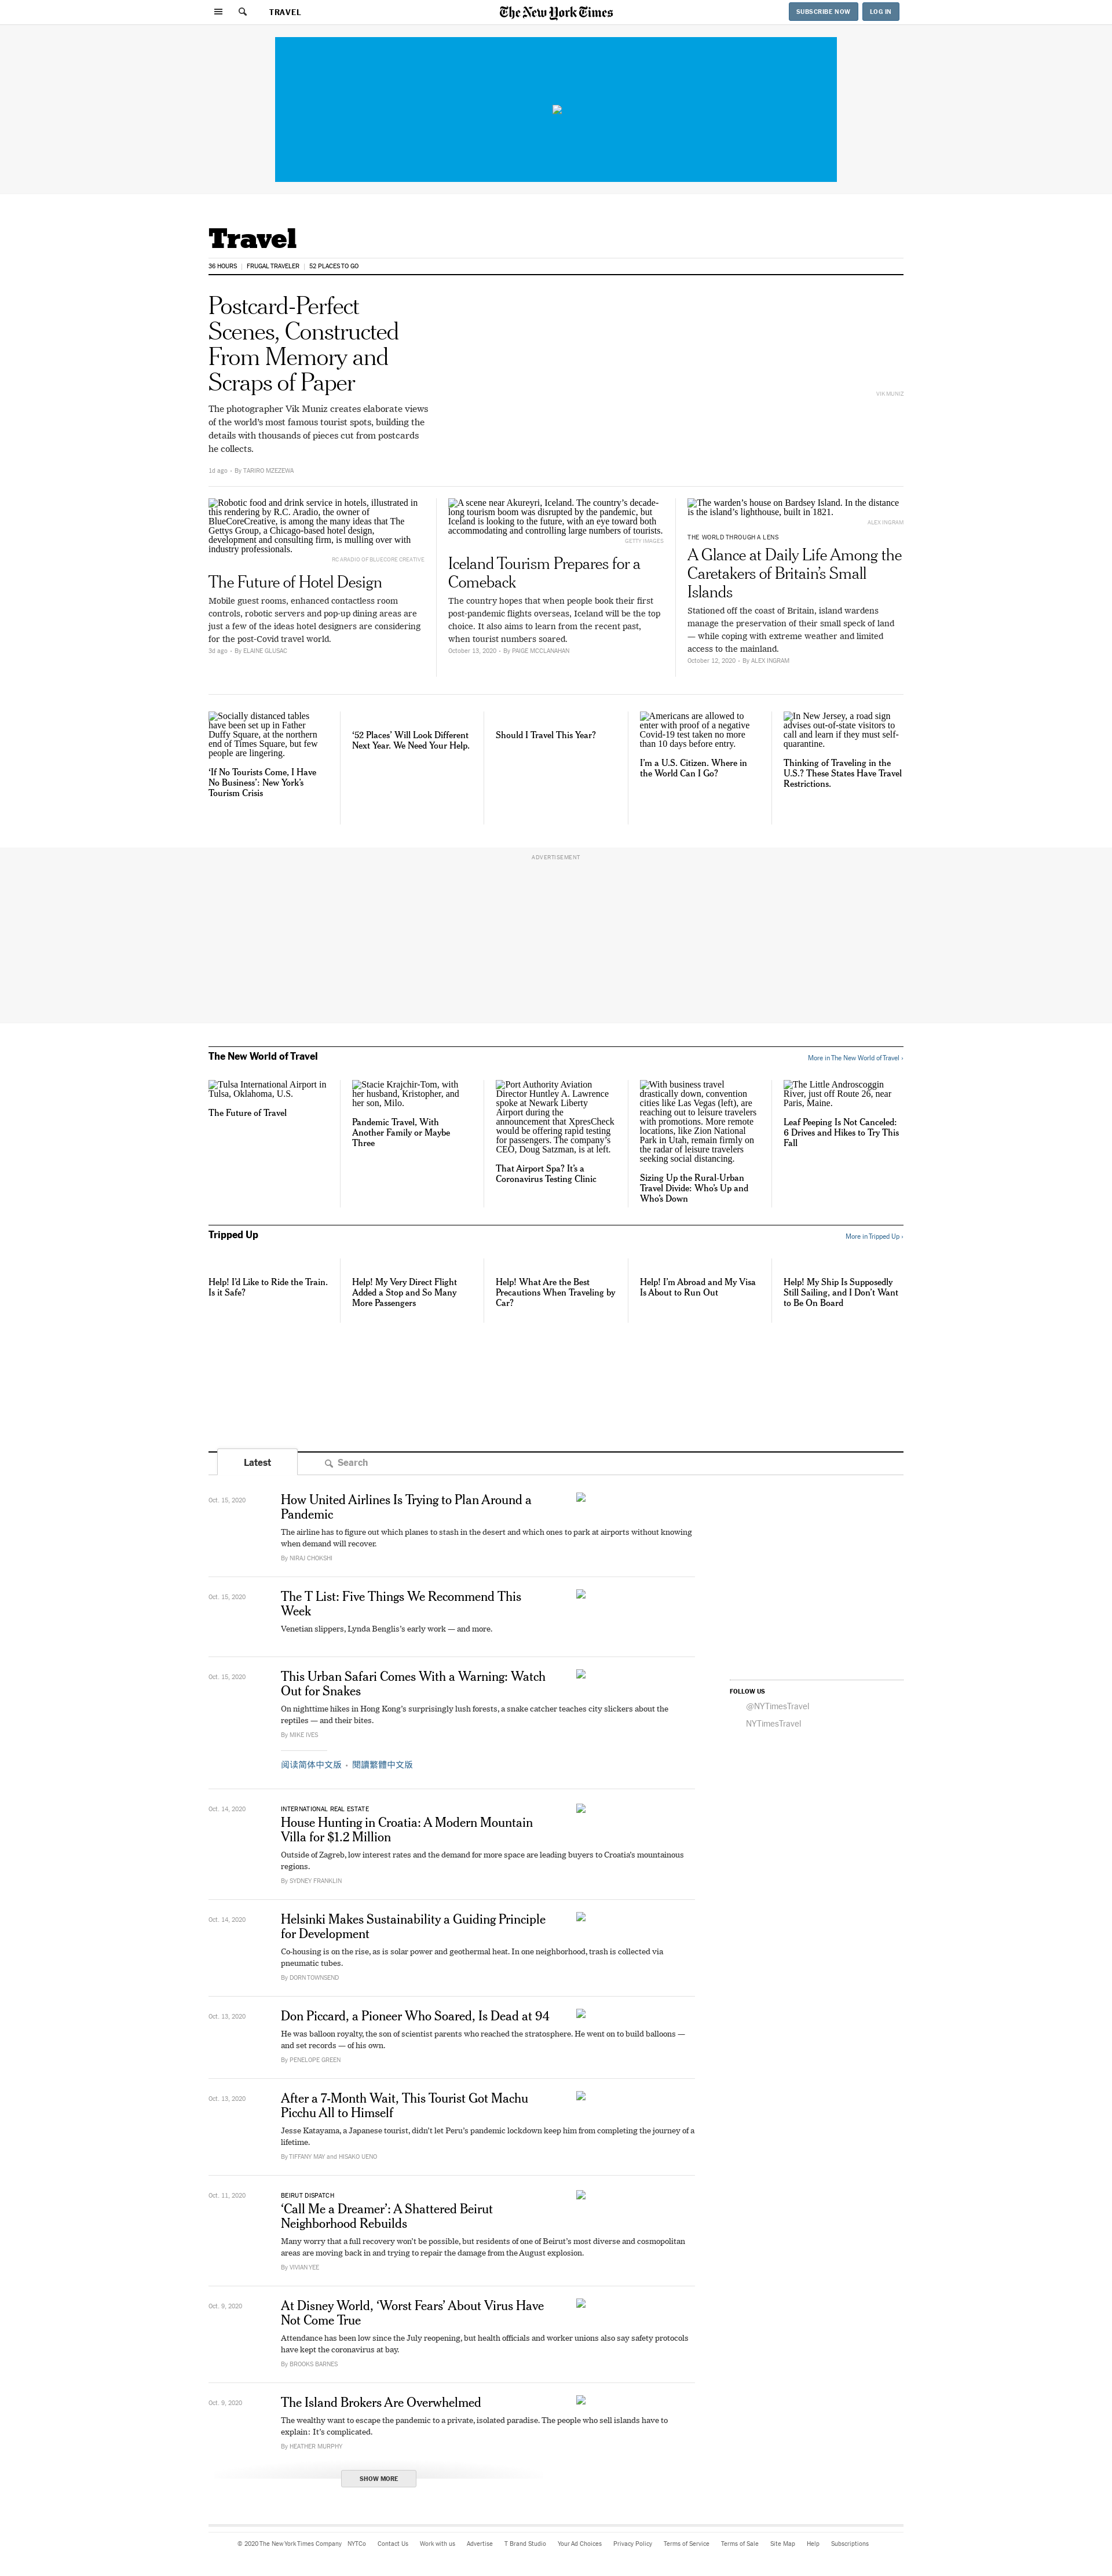 TRAVEL
The New York Times
SUBSCRIBE NOW
LOG IN
Travel
36 HOURS
FRUGAL TRAVELER
52 PLACES TO GO
Postcard-Perfect
Scenes, Constructed
From Memory and
Scraps of Paper
The photographer Vik Muniz creates elaborate views
of the world's most famous tourist spots, building the
details with thousands of pieces cut from postcards
he collects.
1d ago • By TARIRO MZEZEWA
VIK MUNIZ
Robotic food and drink service in hotels, illustrated in
this rendering by R.C. Aradio, the owner of
BlueCoreCreative, is among the many ideas that The
Gettys Group, a Chicago-based hotel design,
development and consulting firm, is mulling over with
industry professionals.
RC ARADIO OF BLUECORE CREATIVE
The Future of Hotel Design
Mobile guest rooms, enhanced contactless room
controls, robotic servers and pop-up dining areas are
just a few of the ideas hotel designers are considering
for the post-Covid travel world.
3d ago • By ELAINE GLUSAC
A scene near Akureyri, Iceland. The country's decade-
long tourism boom was disrupted by the pandemic, but
Iceland is looking to the future, with an eye toward both
accommodating and controlling large numbers of tourists.
GETTY IMAGES
Iceland Tourism Prepares for a
Comeback
The country hopes that when people book their first
post-pandemic flights overseas, Iceland will be the top
choice. It also aims to learn from the recent past,
when tourist numbers soared.
October 13, 2020 • By PAIGE MCCLANAHAN
The warden's house on Bardsey Island. In the distance
is the island's lighthouse, built in 1821.
ALEX INGRAM
THE WORLD THROUGH A LENS
A Glance at Daily Life Among the
Caretakers of Britain's Small
Islands
Stationed off the coast of Britain, island wardens
manage the preservation of their small speck of land
— while coping with extreme weather and limited
access to the mainland.
October 12, 2020 • By ALEX INGRAM
Socially distanced tables
have been set up in Father
Duffy Square, at the northern
end of Times Square, but few
people are lingering.
'If No Tourists Come, I Have
No Business': New York's
Tourism Crisis
'52 Places' Will Look Different
Next Year. We Need Your Help.
Should I Travel This Year?
Americans are allowed to
enter with proof of a negative
Covid-19 test taken no more
than 10 days before entry.
I'm a U.S. Citizen. Where in
the World Can I Go?
In New Jersey, a road sign
advises out-of-state visitors to
call and learn if they must self-
quarantine.
Thinking of Traveling in the
U.S.? These States Have Travel
Restrictions.
ADVERTISEMENT
The New World of Travel
More in The New World of Travel ›
Tulsa International Airport in
Tulsa, Oklahoma, U.S.
The Future of Travel
Stacie Krajchir-Tom, with
her husband, Kristopher, and
her son, Milo.
Pandemic Travel, With
Another Family or Maybe
Three
Port Authority Aviation
Director Huntley A. Lawrence
spoke at Newark Liberty
Airport during the
announcement that XpresCheck
would be offering rapid testing
for passengers. The company's
CEO, Doug Satzman, is at left.
That Airport Spa? It's a
Coronavirus Testing Clinic
With business travel
drastically down, convention
cities like Las Vegas (left), are
reaching out to leisure travelers
with promotions. More remote
locations, like Zion National
Park in Utah, remain firmly on
the radar of leisure travelers
seeking social distancing.
Sizing Up the Rural-Urban
Travel Divide: Who's Up and
Who's Down
The Little Androscoggin
River, just off Route 26, near
Paris, Maine.
Leaf Peeping Is Not Canceled:
6 Drives and Hikes to Try This
Fall
Tripped Up
More in Tripped Up ›
Help! I'd Like to Ride the Train.
Is it Safe?
Help! My Very Direct Flight
Added a Stop and So Many
More Passengers
Help! What Are the Best
Precautions When Traveling by
Car?
Help! I'm Abroad and My Visa
Is About to Run Out
Help! My Ship Is Supposedly
Still Sailing, and I Don't Want
to Be On Board
Latest
Search
Oct. 15, 2020
How United Airlines Is Trying to Plan Around a
Pandemic
The airline has to figure out which planes to stash in the desert and which ones to park at airports without knowing
when demand will recover.
By NIRAJ CHOKSHI
Oct. 15, 2020
The T List: Five Things We Recommend This
Week
Venetian slippers, Lynda Benglis's early work — and more.
Oct. 15, 2020
This Urban Safari Comes With a Warning: Watch
Out for Snakes
On nighttime hikes in Hong Kong's surprisingly lush forests, a snake catcher teaches city slickers about the
reptiles — and their bites.
By MIKE IVES
阅读简体中文版 • 閱讀繁體中文版
FOLLOW US
@NYTimesTravel
NYTimesTravel
Oct. 14, 2020
INTERNATIONAL REAL ESTATE
House Hunting in Croatia: A Modern Mountain
Villa for $1.2 Million
Outside of Zagreb, low interest rates and the demand for more space are leading buyers to Croatia's mountainous
regions.
By SYDNEY FRANKLIN
Oct. 14, 2020
Helsinki Makes Sustainability a Guiding Principle
for Development
Co-housing is on the rise, as is solar power and geothermal heat. In one neighborhood, trash is collected via
pneumatic tubes.
By DORN TOWNSEND
Oct. 13, 2020
Don Piccard, a Pioneer Who Soared, Is Dead at 94
He was balloon royalty, the son of scientist parents who reached the stratosphere. He went on to build balloons —
and set records — of his own.
By PENELOPE GREEN
Oct. 13, 2020
After a 7-Month Wait, This Tourist Got Machu
Picchu All to Himself
Jesse Katayama, a Japanese tourist, didn't let Peru's pandemic lockdown keep him from completing the journey of a
lifetime.
By TIFFANY MAY and HISAKO UENO
Oct. 11, 2020
BEIRUT DISPATCH
'Call Me a Dreamer': A Shattered Beirut
Neighborhood Rebuilds
Many worry that a full recovery won't be possible, but residents of one of Beirut's most diverse and cosmopolitan
areas are moving back in and trying to repair the damage from the August explosion.
By VIVIAN YEE
Oct. 9, 2020
At Disney World, 'Worst Fears' About Virus Have
Not Come True
Attendance has been low since the July reopening, but health officials and worker unions also say safety protocols
have kept the coronavirus at bay.
By BROOKS BARNES
Oct. 9, 2020
The Island Brokers Are Overwhelmed
The wealthy want to escape the pandemic to a private, isolated paradise. The people who sell islands have to
explain: It's complicated.
By HEATHER MURPHY
SHOW MORE
© 2020 The New York Times Company
NYTCo
Contact Us
Work with us
Advertise
T Brand Studio
Your Ad Choices
Privacy Policy
Terms of Service
Terms of Sale
Site Map
Help
Subscriptions